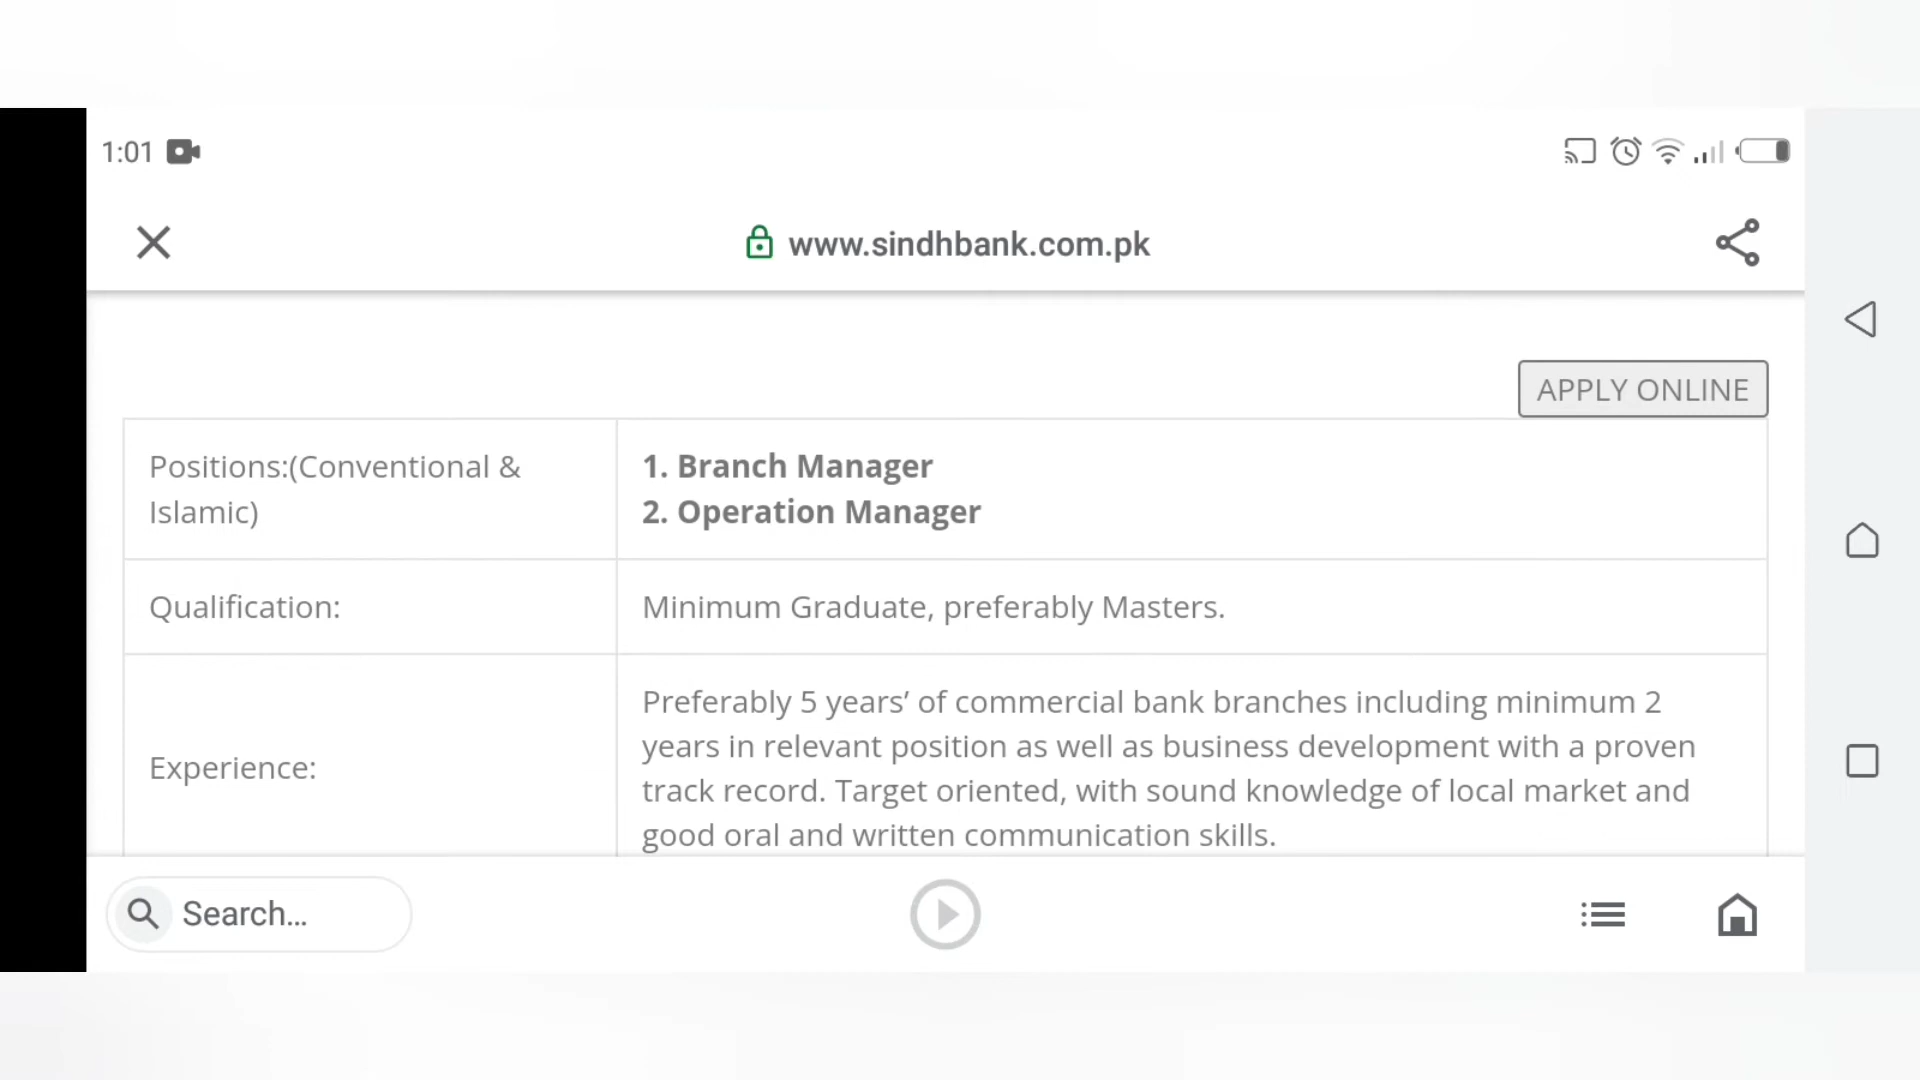 1:01
www.sindhbank.com.pk
APPLY ONLINE
Positions:(Conventional &
Islamic)
1. Branch Manager
2. Operation Manager
Qualification:
Minimum Graduate, preferably Masters.
Experience:
Preferably 5 years’ of commercial bank branches including minimum 2
years in relevant position as well as business development with a proven
track record. Target oriented, with sound knowledge of local market and
good oral and written communication skills.
Search...